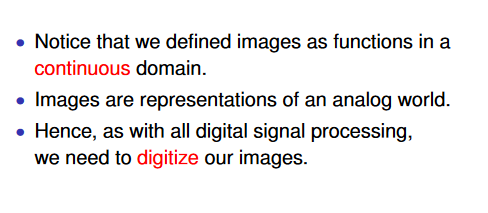 • Notice that we defined images as functions in a
continuous domain.
• Images are representations of an analog world.
• Hence, as with all digital signal processing,
we need to digitize our images.